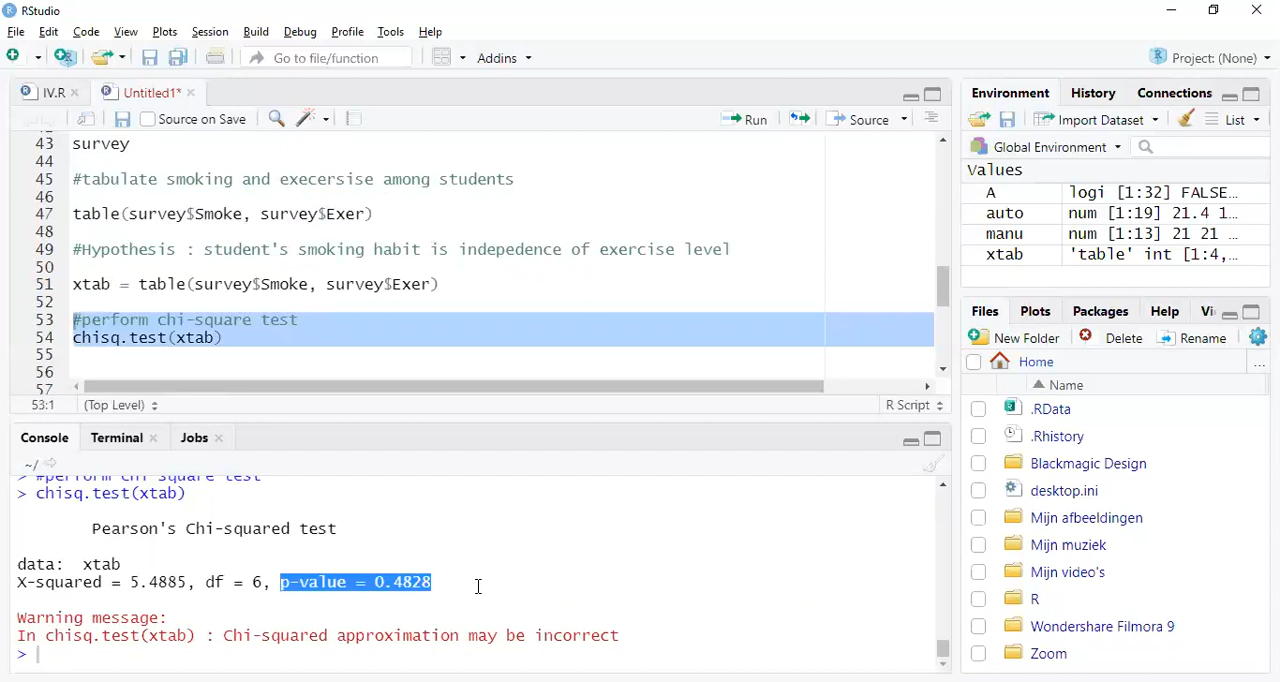 RStudio
File Edit Code View Plots Session Build Debug Profile Tools Help
Go to file/function Addins Project: (None)
IV.R Untitled1*
Source on Save Run Source
43 survey
44
45 #tabulate smoking and execersise among students
46
47 table(survey$Smoke, survey$Exer)
48
49 #Hypothesis : student's smoking habit is indepedence of exercise level
50
51 xtab = table(survey$Smoke, survey$Exer)
52
53 #perform chi-square test
54 chisq.test(xtab)
55
56
57
53:1 (Top Level) R Script
Console Terminal Jobs
~/
> #perform chi-square test
> chisq.test(xtab)
Pearson's Chi-squared test
data: xtab
X-squared = 5.4885, df = 6, p-value = 0.4828
Warning message:
In chisq.test(xtab) : Chi-squared approximation may be incorrect
>
Environment History Connections
Import Dataset List
Global Environment
Values
A logi [1:32] FALSE…
auto num [1:19] 21.4 1…
manu num [1:13] 21 21 …
xtab 'table' int [1:4,…
Files Plots Packages Help Vi
New Folder Delete Rename
Home ...
Name
.RData
.Rhistory
Blackmagic Design
desktop.ini
Mijn afbeeldingen
Mijn muziek
Mijn video's
R
Wondershare Filmora 9
Zoom